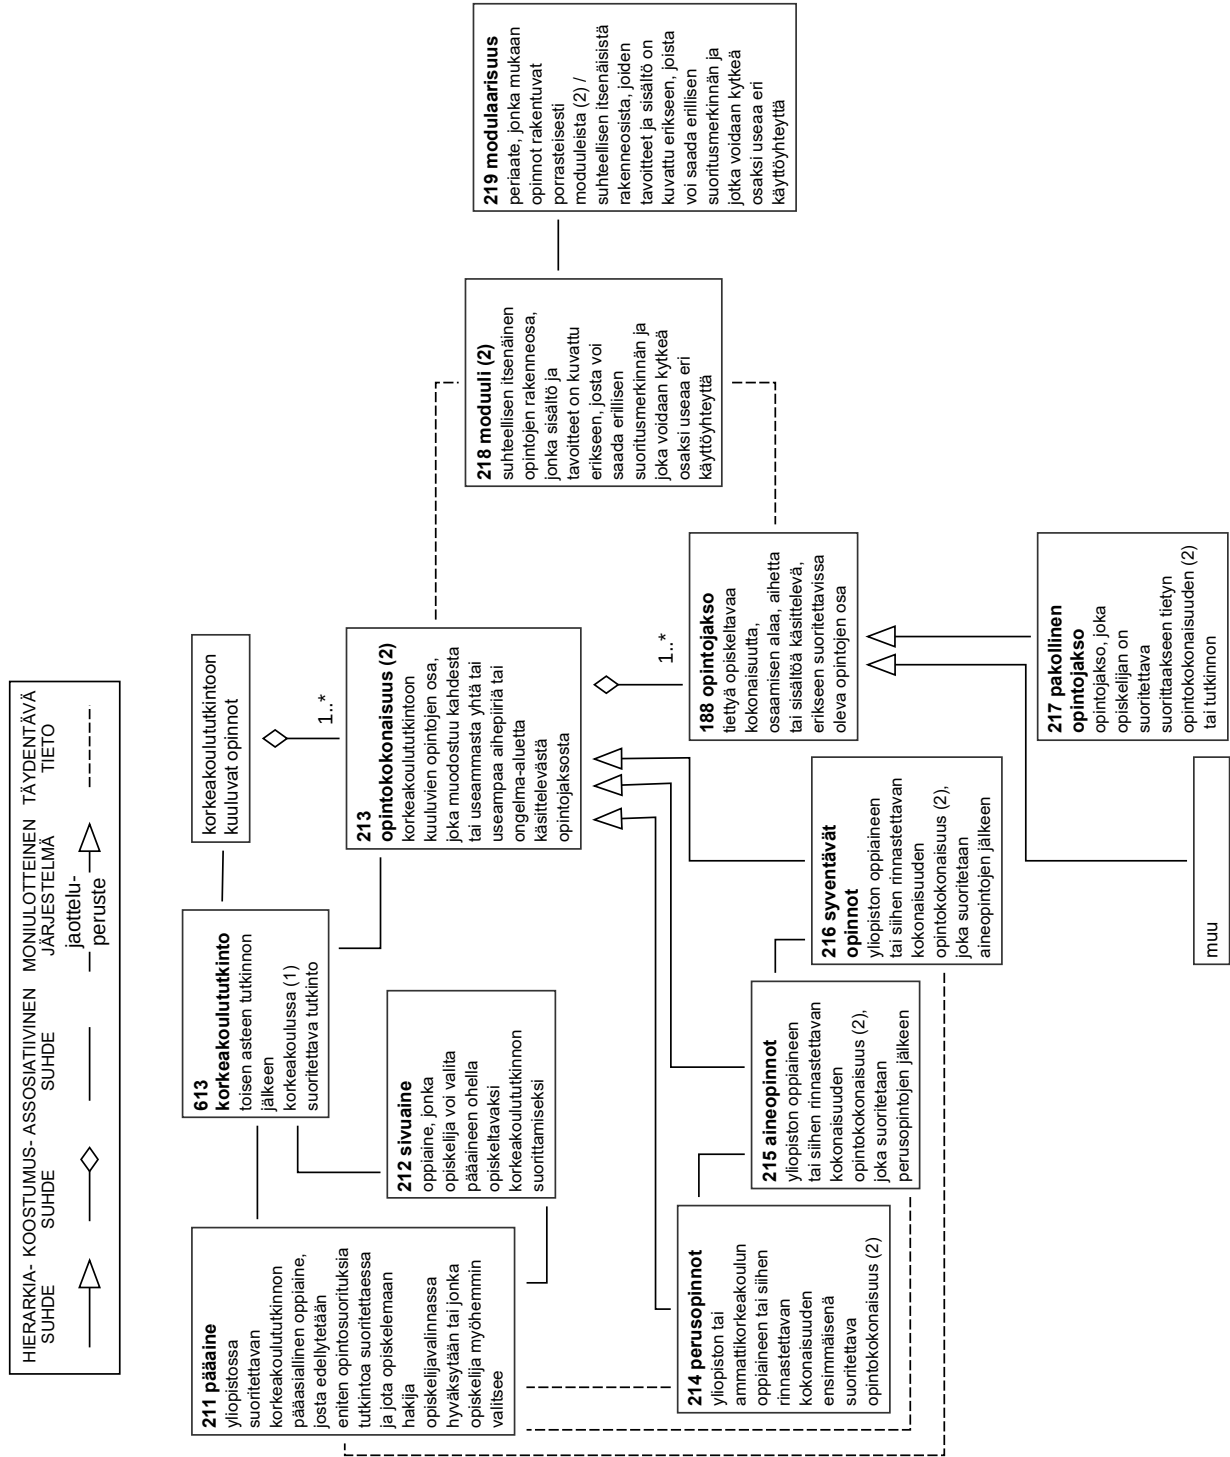 HIERARKIA-
SUHDE
KOOSTUMUS-
SUHDE
ASSOSIATIIVINEN
SUHDE
MONIULOTTEINEN
JÄRJESTELMÄ
jaottelu-
peruste
TÄYDENTÄVÄ
TIETO
211 pääaine
yliopistossa
suoritettavan
korkeakoulututkinnon
pääasiallinen oppiaine,
josta edellytetään
eniten opintosuorituksia
tutkintoa suoritettaessa
ja jota opiskelemaan
hakija
opiskelijavalinnassa
hyväksytään tai jonka
opiskelija myöhemmin
valitsee
613
korkeakoulututkinto
toisen asteen tutkinnon
jälkeen
korkeakoulussa (1)
suoritettava tutkinto
korkeakoulututkintoon
kuuluvat opinnot
1..*
212 sivuaine
oppiaine, jonka
opiskelija voi valita
pääaineen ohella
opiskeltavaksi
korkeakoulututkinnon
suorittamiseksi
213
opintokokonaisuus (2)
korkeakoulututkintoon
kuuluvien opintojen osa,
joka muodostuu kahdesta
tai useammasta yhtä tai
useampaa aihepiiriä tai
ongelma-aluetta
käsittelevästä
opintojaksosta
1..*
218 moduuli (2)
suhteellisen itsenäinen
opintojen rakenneosa,
jonka sisältö ja
tavoitteet on kuvattu
erikseen, josta voi
saada erillisen
suoritusmerkinnän ja
joka voidaan kytkeä
osaksi useaa eri
käyttöyhteyttä
219 modulaarisuus
periaate, jonka mukaan
opinnot rakentuvat
porrasteisesti
moduuleista (2) /
suhteellisen itsenäisistä
rakenneosista, joiden
tavoitteet ja sisältö on
kuvattu erikseen, joista
voi saada erillisen
suoritusmerkinnän ja
jotka voidaan kytkeä
osaksi useaa eri
käyttöyhteyttä
214 perusopinnot
yliopiston tai
ammattikorkeakoulun
oppiaineen tai siihen
rinnastettavan
kokonaisuuden
ensimmäisenä
suoritettava
opintokokonaisuus (2)
215 aineopinnot
yliopiston oppiaineen
tai siihen rinnastettavan
kokonaisuuden
opintokokonaisuus (2),
joka suoritetaan
perusopintojen jälkeen
216 syventävät
opinnot
yliopiston oppiaineen
tai siihen rinnastettavan
kokonaisuuden
opintokokonaisuus (2),
joka suoritetaan
aineopintojen jälkeen
188 opintojakso
tiettyä opiskeltavaa
kokonaisuutta,
osaamisen alaa, aihetta
tai sisältöä käsittelevä,
erikseen suoritettavissa
oleva opintojen osa
217 pakollinen
opintojakso
opintojakso, joka
opiskelijan on
suoritettava
suorittaakseen tietyn
opintokokonaisuuden (2)
tai tutkinnon
muu